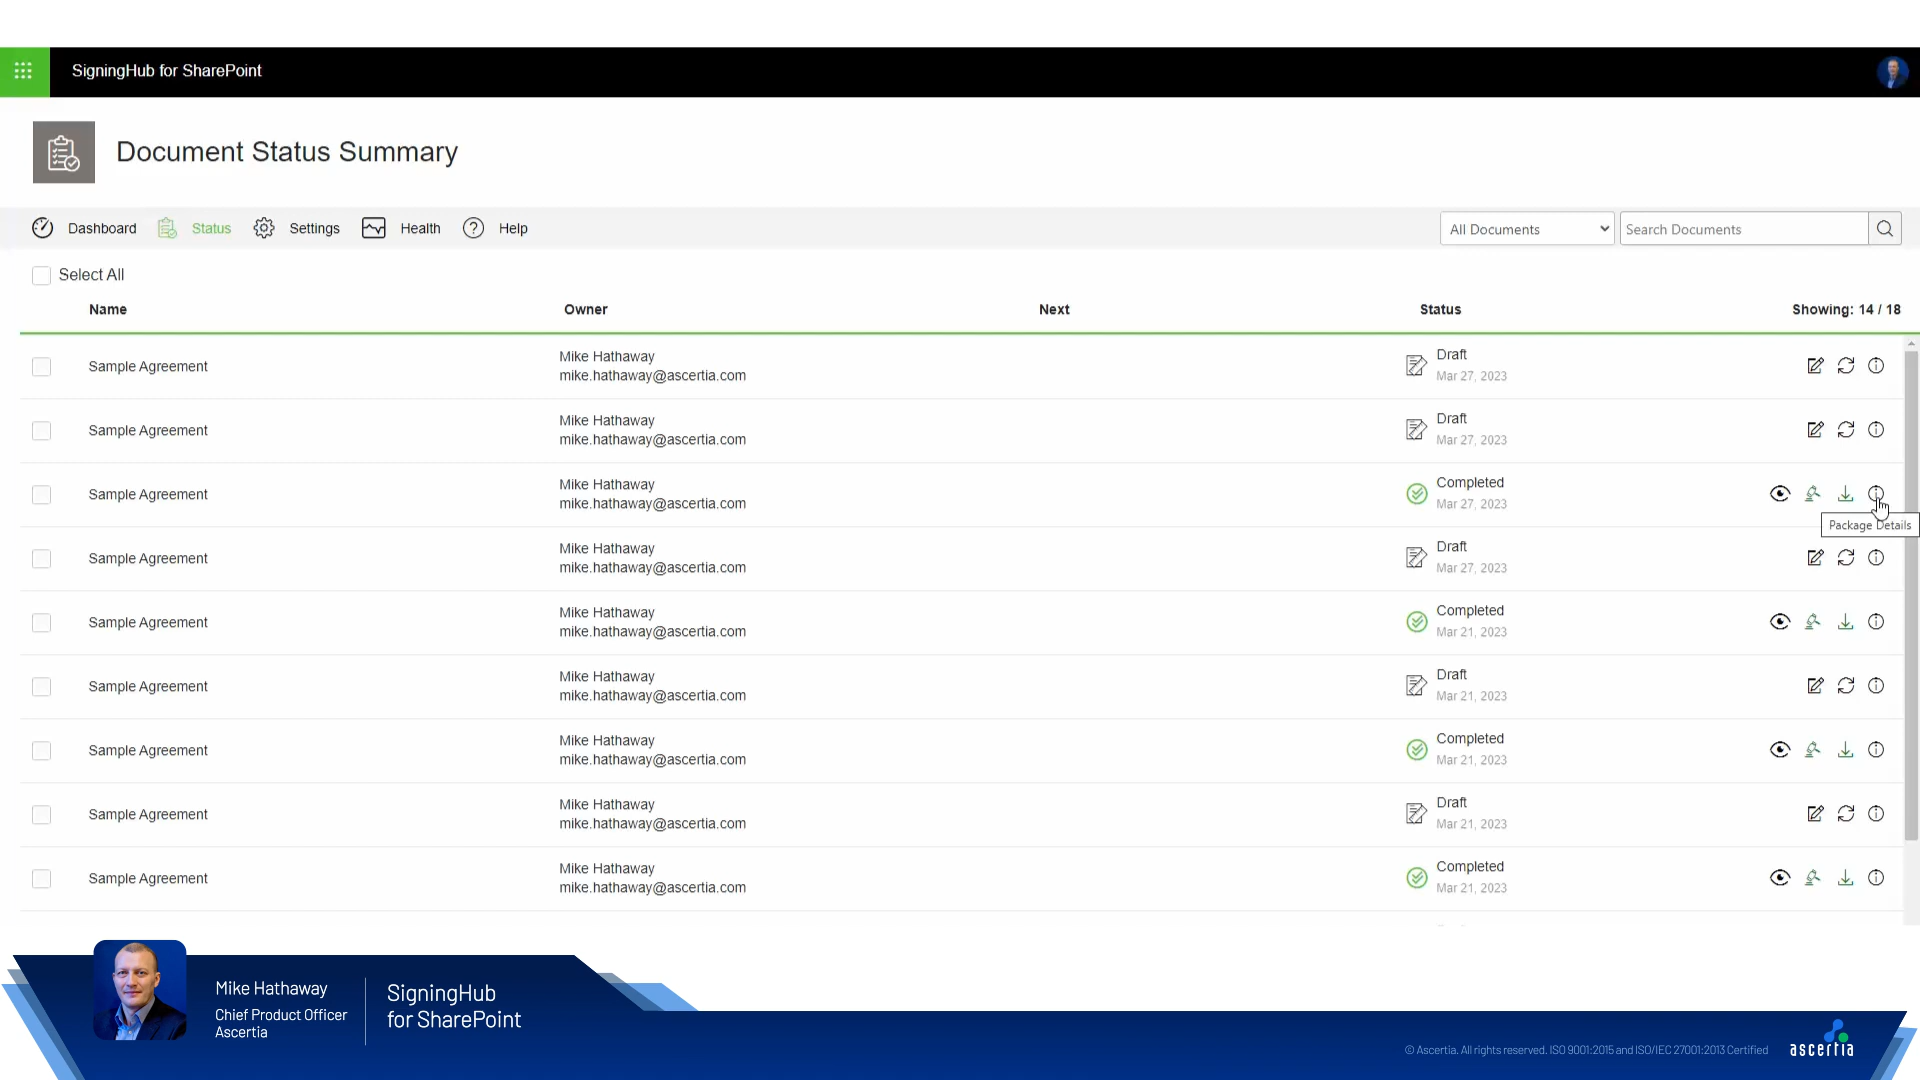 SigningHub for SharePoint
Document Status Summary
Dashboard Status Settings Health Help
All Documents
Search Documents
Select All
Name Owner Next Status Showing: 14 / 18
Sample Agreement
Mike Hathaway
mike.hathaway@ascertia.com
Draft
Mar 27, 2023
Sample Agreement
Mike Hathaway
mike.hathaway@ascertia.com
Draft
Mar 27, 2023
Sample Agreement
Mike Hathaway
mike.hathaway@ascertia.com
Completed
Mar 27, 2023
Package Details
Sample Agreement
Mike Hathaway
mike.hathaway@ascertia.com
Draft
Mar 27, 2023
Sample Agreement
Mike Hathaway
mike.hathaway@ascertia.com
Completed
Mar 21, 2023
Sample Agreement
Mike Hathaway
mike.hathaway@ascertia.com
Draft
Mar 21, 2023
Sample Agreement
Mike Hathaway
mike.hathaway@ascertia.com
Completed
Mar 21, 2023
Sample Agreement
Mike Hathaway
mike.hathaway@ascertia.com
Draft
Mar 21, 2023
Sample Agreement
Mike Hathaway
mike.hathaway@ascertia.com
Completed
Mar 21, 2023
Mike Hathaway
Chief Product Officer
Ascertia
SigningHub
for SharePoint
© Ascertia. All rights reserved. ISO 9001:2015 and ISO/IEC 27001:2013 Certified
ascertia